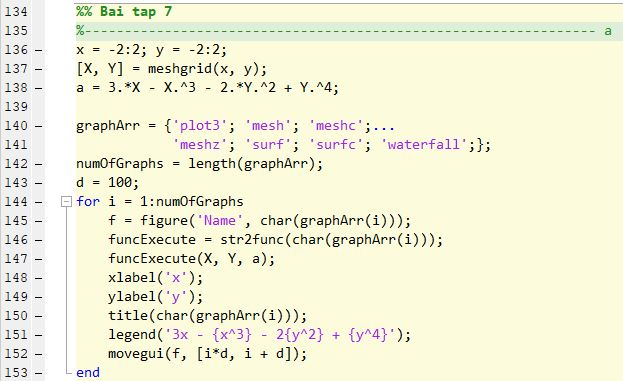 134 %% Bai tap 7
135 %---------------------------------------------------------------- a
136 – x = -2:2; y = -2:2;
137 – [X, Y] = meshgrid(x, y);
138 – a = 3.*X - X.^3 - 2.*Y.^2 + Y.^4;
139
140 – graphArr = {'plot3'; 'mesh'; 'meshc';...
141 'meshz'; 'surf'; 'surfc'; 'waterfall';};
142 – numOfGraphs = length(graphArr);
143 – d = 100;
144 – for i = 1:numOfGraphs
145 – f = figure('Name', char(graphArr(i)));
146 – funcExecute = str2func(char(graphArr(i)));
147 – funcExecute(X, Y, a);
148 – xlabel('x');
149 – ylabel('y');
150 – title(char(graphArr(i)));
151 – legend('3x - {x^3} - 2{y^2} + {y^4}');
152 – movegui(f, [i*d, i + d]);
153 – end